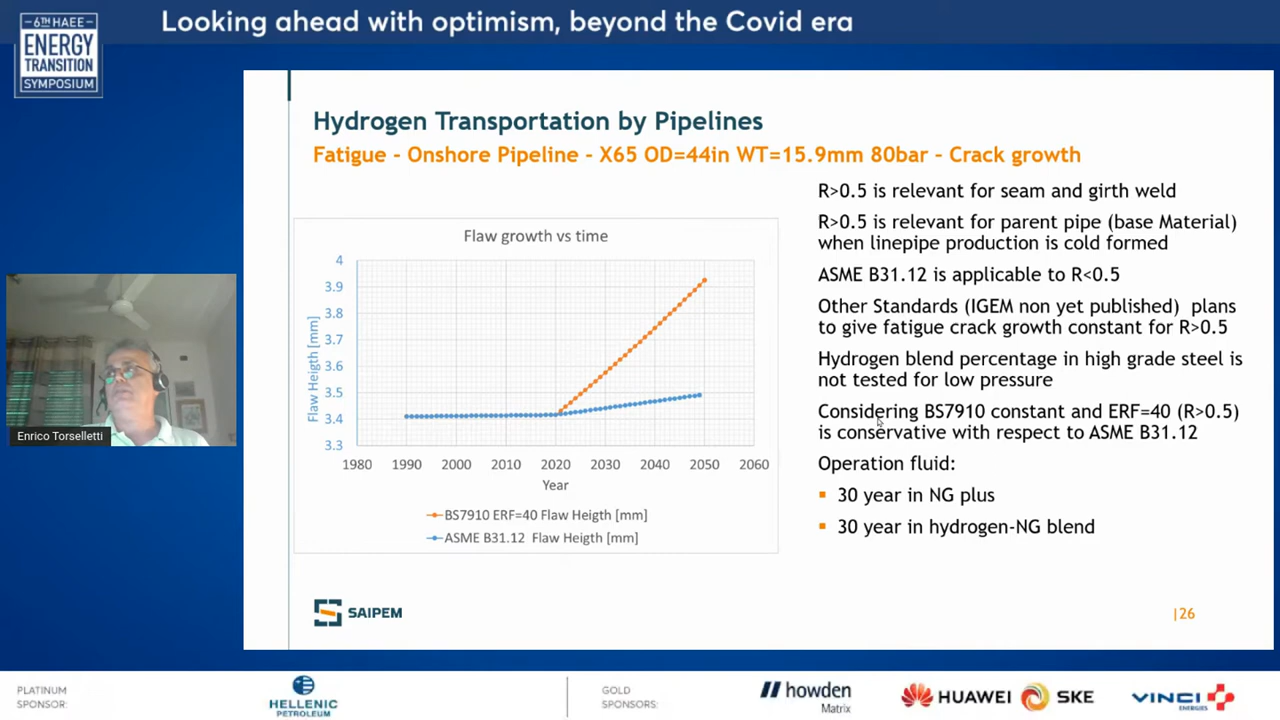 Looking ahead with optimism, beyond the Covid era
6TH HAEE
ENERGY
TRANSITION
SYMPOSIUM
Hydrogen Transportation by Pipelines
Fatigue - Onshore Pipeline - X65 OD=44in WT=15.9mm 80bar – Crack growth
Flaw growth vs time
4
3.9
3.8
3.7
3.6
3.5
3.4
3.3
Flaw Heigth [mm]
1980 1990 2000 2010 2020 2030 2040 2050 2060
Year
BS7910 ERF=40 Flaw Heigth [mm]
ASME B31.12 Flaw Heigth [mm]
R>0.5 is relevant for seam and girth weld
R>0.5 is relevant for parent pipe (base Material)
when linepipe production is cold formed
ASME B31.12 is applicable to R<0.5
Other Standards (IGEM non yet published) plans
to give fatigue crack growth constant for R>0.5
Hydrogen blend percentage in high grade steel is
not tested for low pressure
Considering BS7910 constant and ERF=40 (R>0.5)
is conservative with respect to ASME B31.12
Operation fluid:
30 year in NG plus
30 year in hydrogen-NG blend
SAIPEM
|26
Enrico Torselletti
PLATINUM
SPONSOR:
HELLENIC
PETROLEUM
GOLD
SPONSORS:
howden
Matrix
HUAWEI
SKE
VINCI
ENERGIES